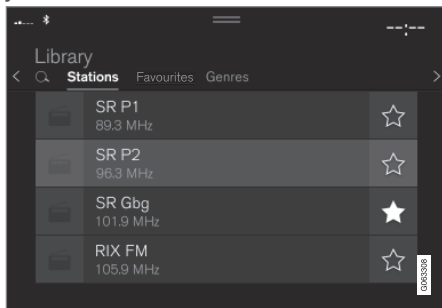 --:--
Library
Stations Favourites Genres
SR P1
89.3 MHz
SR P2
96.3 MHz
SR Gbg
101.9 MHz
RIX FM
105.9 MHz
G063308